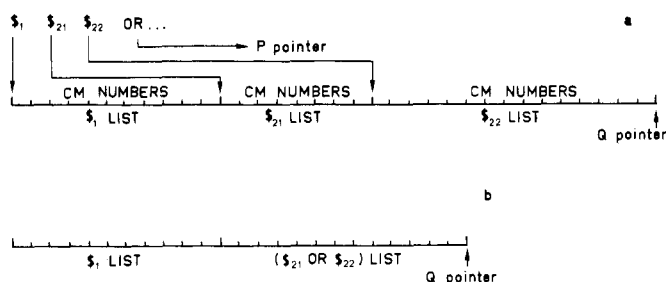 $₁ $₂₁ $₂₂ OR ... a
P pointer
CM NUMBERS CM NUMBERS CM NUMBERS
$₁ LIST $₂₁ LIST $₂₂ LIST
Q pointer
b
$₁ LIST ($₂₁ OR $₂₂) LIST
Q pointer